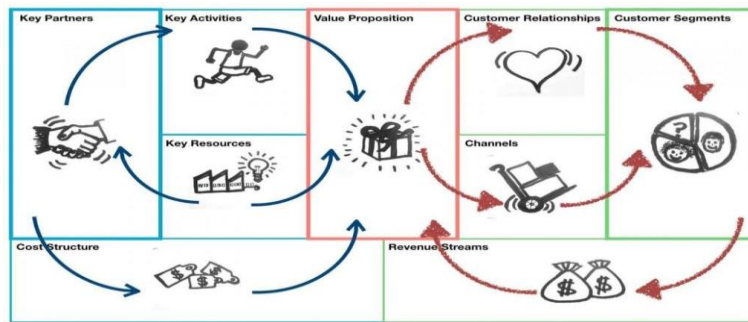 Key Partners
Key Activities
Value Proposition
Customer Relationships
Customer Segments
Key Resources
Channels
?
Cost Structure
Revenue Streams
$ $ $
$ $